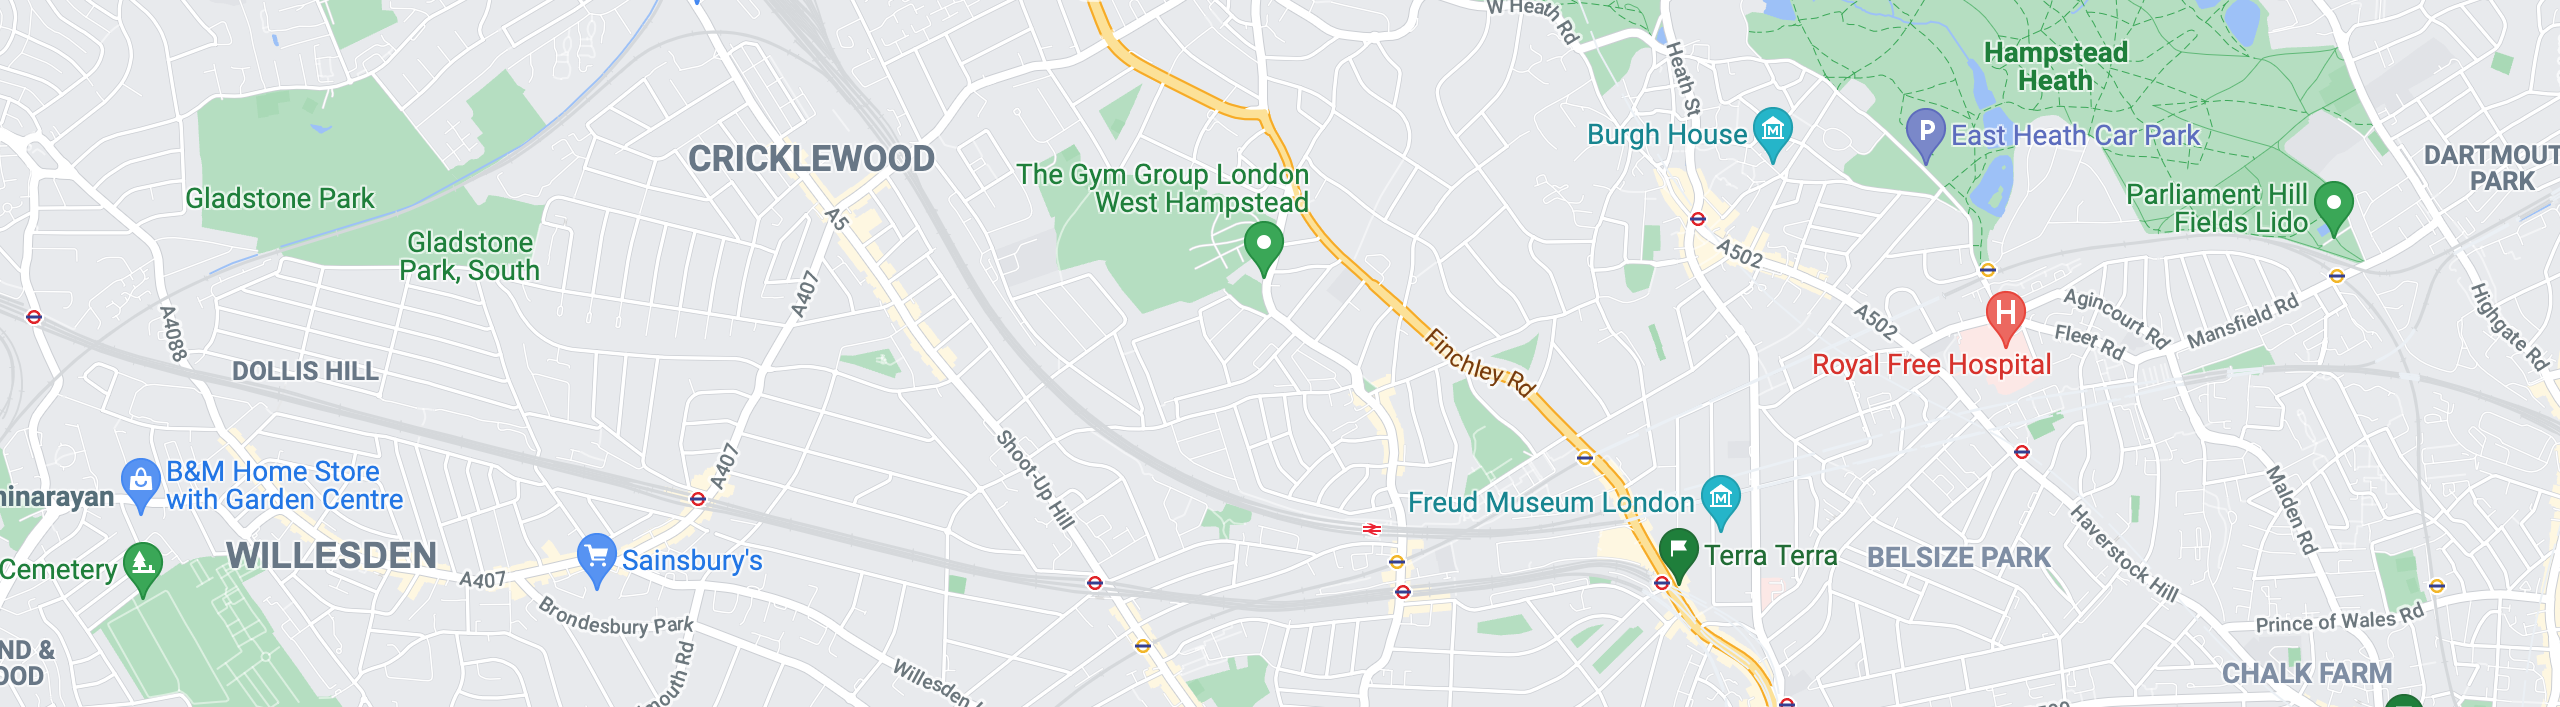 W Heath Rd
Heath St
Hampstead
Heath
Burgh House
East Heath Car Park
CRICKLEWOOD
The Gym Group London
West Hampstead
DARTMOUT
PARK
Gladstone Park
Parliament Hill
Fields Lido
A5
Gladstone
Park, South
A502
A407
A4088
A502
Agincourt Rd
Mansfield Rd
Highgate Rd
Fleet Rd
Finchley Rd
Royal Free Hospital
DOLLIS HILL
Shoot-Up Hill
A407
B&M Home Store
with Garden Centre
ninarayan
Freud Museum London
Malden Rd
Haverstock Hill
WILLESDEN
Cemetery
Sainsbury's
Terra Terra
BELSIZE PARK
A407
Brondesbury Park
Prince of Wales Rd
ND &
OOD
mouth Rd
Willesden
CHALK FARM